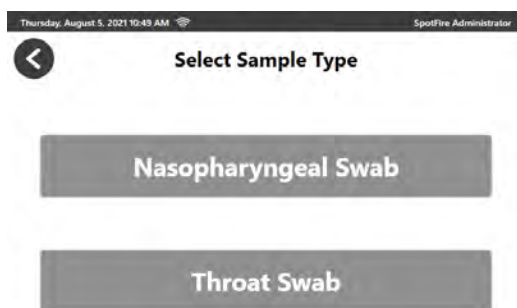 Thursday, August 5, 2021 10:49 AM SpotFire Administrator
Select Sample Type
Nasopharyngeal Swab
Throat Swab